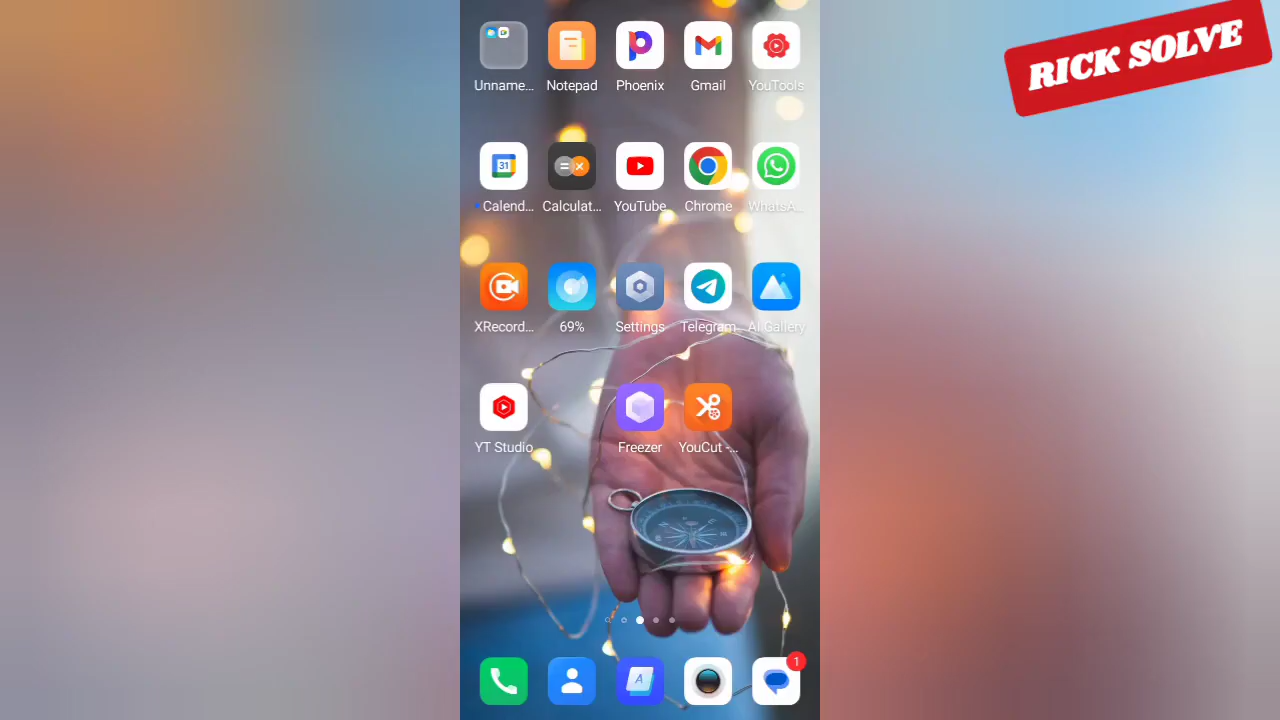 RICK SOLVE
Unname... Notepad Phoenix Gmail YouTools
31
Calend... Calculat... YouTube Chrome WhatsA...
XRecord... 69% Settings Telegram AI Gallery
YT Studio Freezer YouCut -...
1
A